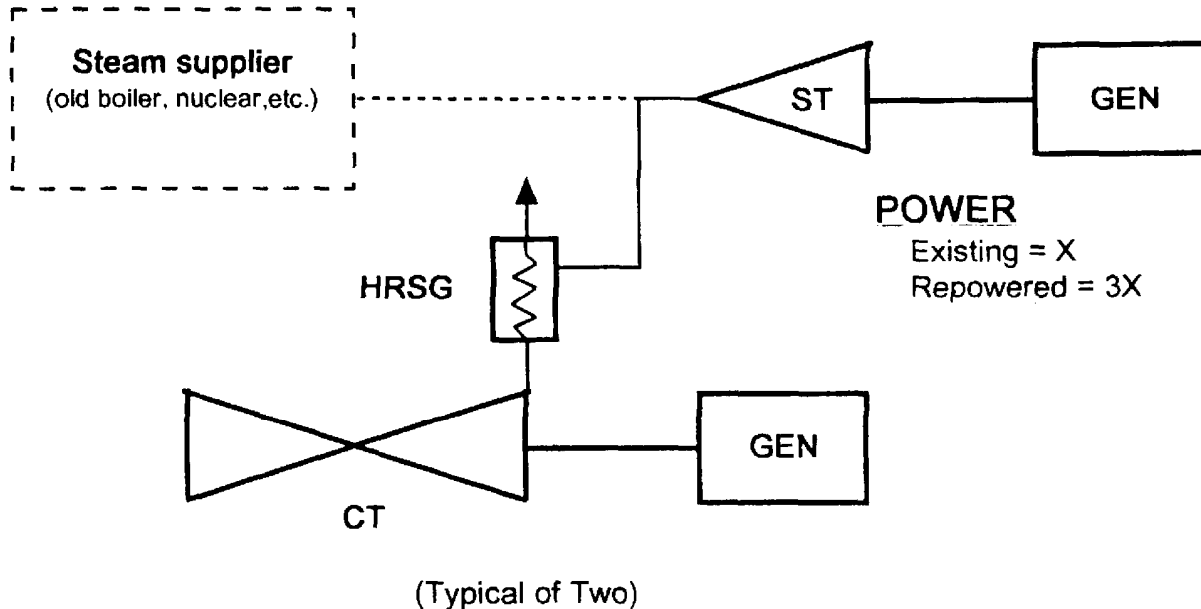 Steam supplier
(old boiler, nuclear,etc.)
ST
GEN
POWER
Existing = X
Repowered = 3X
HRSG
GEN
CT
(Typical of Two)